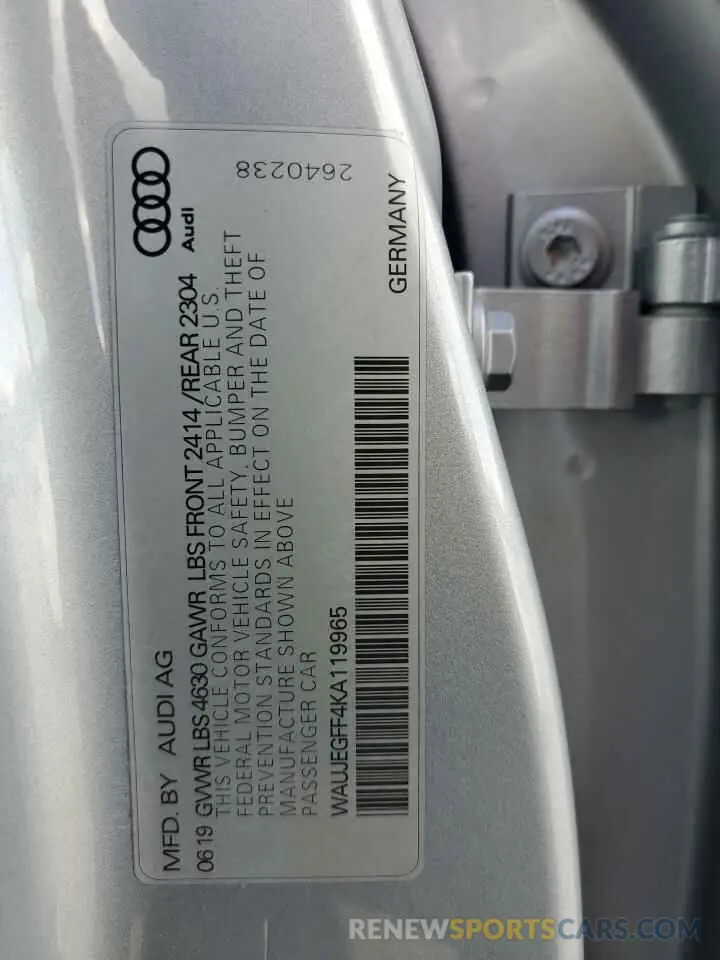 MFD. BY AUDI AG
Audi
0619 GVWR LBS 4630 GAWR LBS FRONT 2414 /REAR 2304
THIS VEHICLE CONFORMS TO ALL APPLICABLE U.S.
FEDERAL MOTOR VEHICLE SAFETY, BUMPER AND THEFT
PREVENTION STANDARDS IN EFFECT ON THE DATE OF
MANUFACTURE SHOWN ABOVE
PASSENGER CAR
2640238
WAUJEGFF4KA119965
GERMANY
RENEWSPORTSCARS.COM